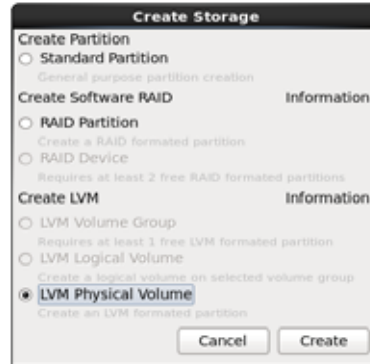 Create Storage
Create Partition
Standard Partition
General purpose partition creation
Create Software RAID Information
RAID Partition
Create a RAID formated partition
RAID Device
Requires at least 2 free RAID formated partitions
Create LVM Information
LVM Volume Group
Requires at least 1 free LVM formated partition
LVM Logical Volume
Create a logical volume on selected volume group
LVM Physical Volume
Create an LVM formated partition
Cancel Create